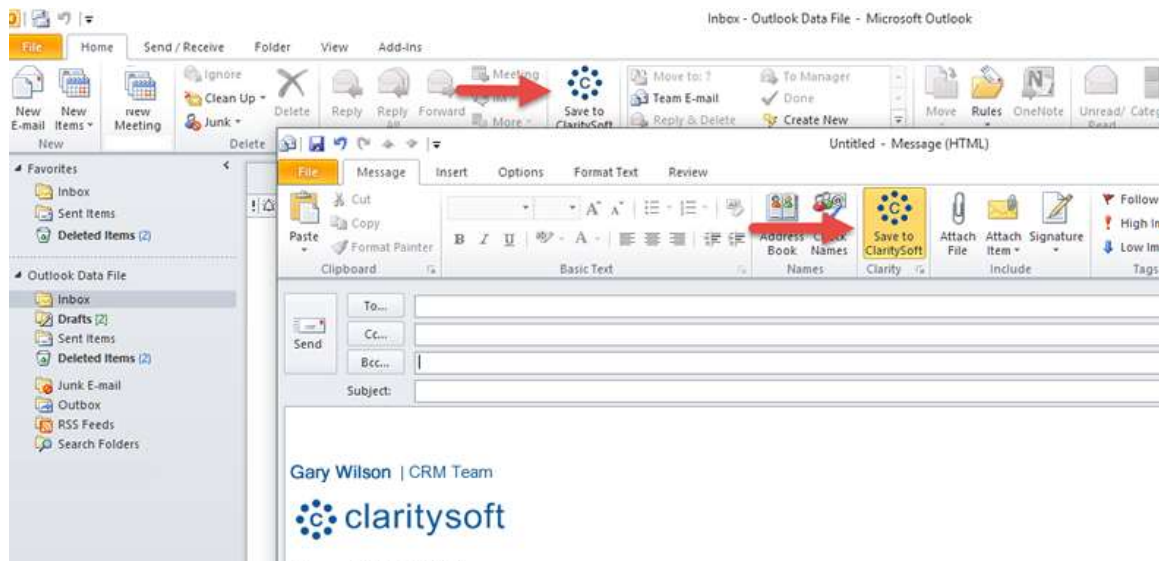 Inbox - Outlook Data File - Microsoft Outlook
File Home Send / Receive Folder View Add-Ins
New E-mail
New Items
New Meeting
New
Ignore
Clean Up
Junk
Delete
Delete
Reply
Reply All
Forward
Meeting
IM
More
Save to ClaritySoft
Move to: ?
Team E-mail
Reply & Delete
To Manager
Done
Create New
Move
Rules
OneNote
Unread/ Read
Favorites
Inbox
Sent Items
Deleted Items (2)
Outlook Data File
Inbox
Drafts [2]
Sent Items
Deleted Items (2)
Junk E-mail
Outbox
RSS Feeds
Search Folders
Untitled - Message (HTML)
File Message Insert Options Format Text Review
Paste
Cut
Copy
Format Painter
Clipboard
B I U
Basic Text
Address Book
Check Names
Names
Save to ClaritySoft
Clarity
Attach File
Attach Item
Signature
Include
Follow
High In
Low Im
Tags
Send
To...
Cc...
Bcc...
Subject:
Gary Wilson | CRM Team
c claritysoft